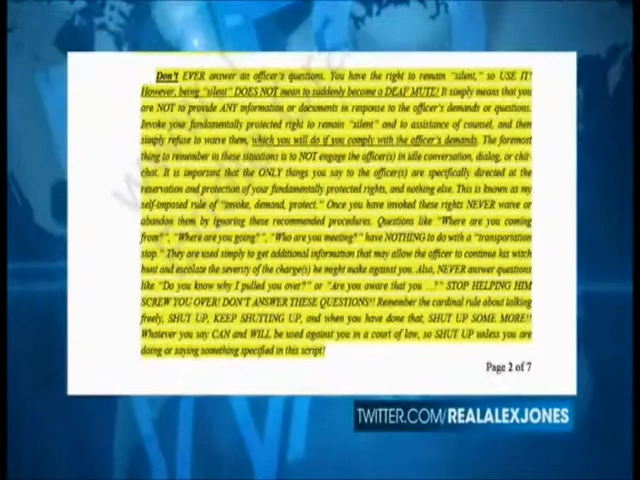 Don't EVER answer an officer's questions. You have the right to remain "silent," so USE IT!
However, being "silent" DOES NOT mean to suddenly become a DEAF MUTE! It simply means that you
are NOT to provide ANY information or documents in response to the officer's demands or questions.
Invoke your fundamentally protected right to remain "silent" and to assistance of counsel, and then
simply refuse to waive them, which you will do if you comply with the officer's demands. The foremost
thing to remember in these situations is to NOT engage the officer(s) in idle conversation, dialog, or chit-
chat. It is important that the ONLY things you say to the officer(s) are specifically directed at the
reservation and protection of your fundamentally protected rights, and nothing else. This is known as my
self-imposed rule of "invoke, demand, protect." Once you have invoked these rights NEVER waive or
abandon them by ignoring these recommended procedures. Questions like "Where are you coming
from?", "Where are you going?", "Who are you meeting?" have NOTHING to do with a "transportation
stop." They are used simply to get additional information that may allow the officer to continue his witch
hunt and escalate the severity of the charge(s) he might make against you. Also, NEVER answer questions
like "Do you know why I pulled you over?" or "Are you aware that you ...?" STOP HELPING HIM
SCREW YOU OVER! DON'T ANSWER THESE QUESTIONS!! Remember the cardinal rule about talking
freely, SHUT UP, KEEP SHUTTING UP, and when you have done that, SHUT UP SOME MORE!!
Whatever you say CAN and WILL be used against you in a court of law, so SHUT UP unless you are
doing or saying something specified in this script!
Page 2 of 7
TWITTER.COM/REALALEXJONES